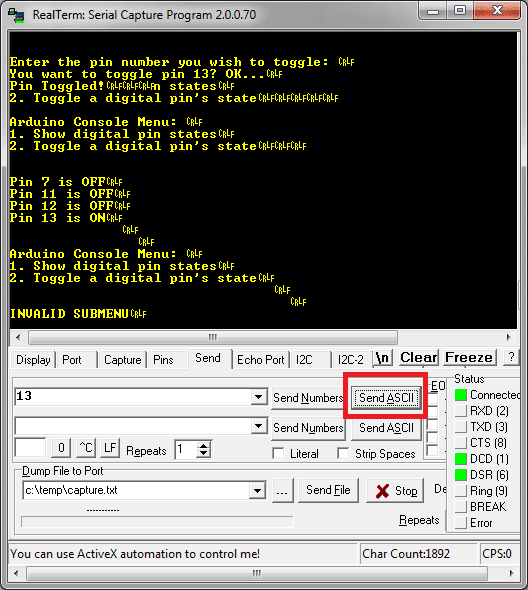 RealTerm: Serial Capture Program 2.0.0.70
Enter the pin number you wish to toggle: CRLF
You want to toggle pin 13? OK...CRLF
Pin Toggled!CRLFCRLFCRLFn statesCRLF
2. Toggle a digital pin's stateCRLFCRLFCRLFCRLFCRLF
Arduino Console Menu: CRLF
1. Show digital pin statesCRLF
2. Toggle a digital pin's stateCRLFCRLFCRLF
Pin 7 is OFFCRLF
Pin 11 is OFFCRLF
Pin 12 is OFFCRLF
Pin 13 is ONCRLF
CRLF
CRLF
Arduino Console Menu: CRLF
1. Show digital pin statesCRLF
2. Toggle a digital pin's stateCRLF
CRLF
CRLF
INVALID SUBMENUCRLF
Display Port Capture Pins Send Echo Port I2C I2C-2 \n Clear Freeze ?
13 Send Numbers Send ASCII EO
Send Numbers Send ASCII
0 ^C LF Repeats 1 Literal Strip Spaces
Dump File to Port
c:\temp\capture.txt ... Send File Stop De
Repeats
Status
Connected
RXD (2)
TXD (3)
CTS (8)
DCD (1)
DSR (6)
Ring (9)
BREAK
Error
You can use ActiveX automation to control me! Char Count:1892 CPS:0